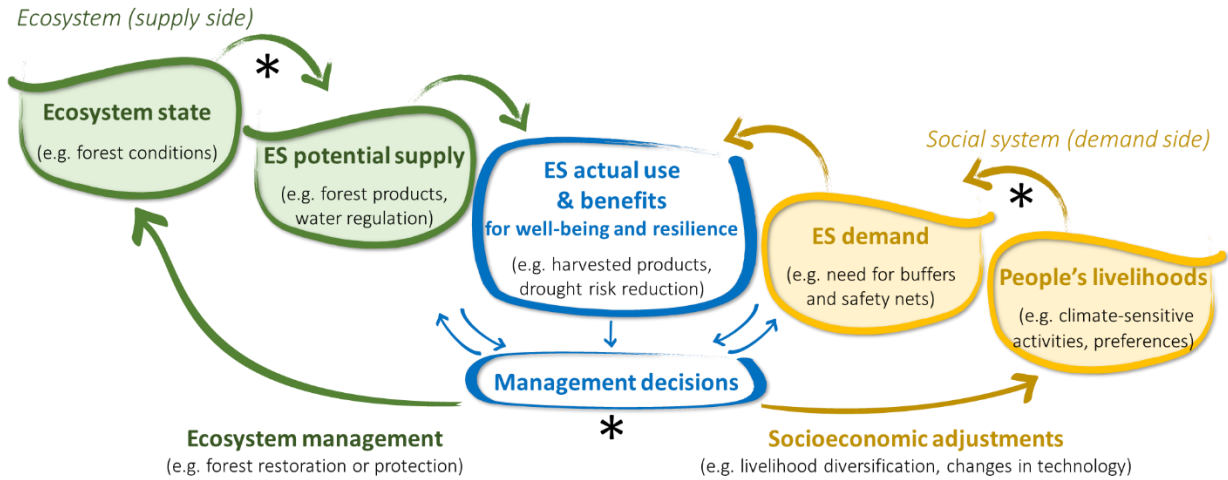 Ecosystem (supply side)
*
Ecosystem state
(e.g. forest conditions)
ES potential supply
(e.g. forest products,
water regulation)
ES actual use
& benefits
for well-being and resilience
(e.g. harvested products,
drought risk reduction)
Social system (demand side)
*
ES demand
(e.g. need for buffers
and safety nets)
People's livelihoods
(e.g. climate-sensitive
activities, preferences)
Management decisions
*
Ecosystem management
(e.g. forest restoration or protection)
Socioeconomic adjustments
(e.g. livelihood diversification, changes in technology)